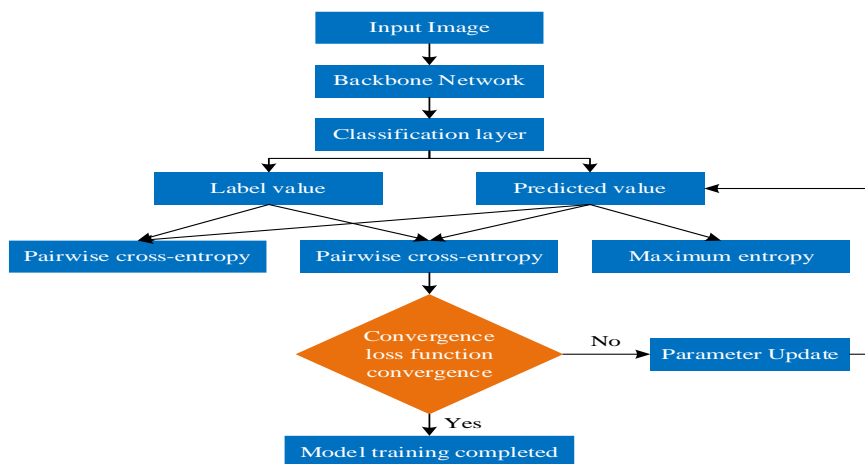 Input Image
Backbone Network
Classification layer
Label value
Predicted value
Pairwise cross-entropy
Pairwise cross-entropy
Maximum entropy
Convergence
loss function
convergence
No
Parameter Update
Yes
Model training completed